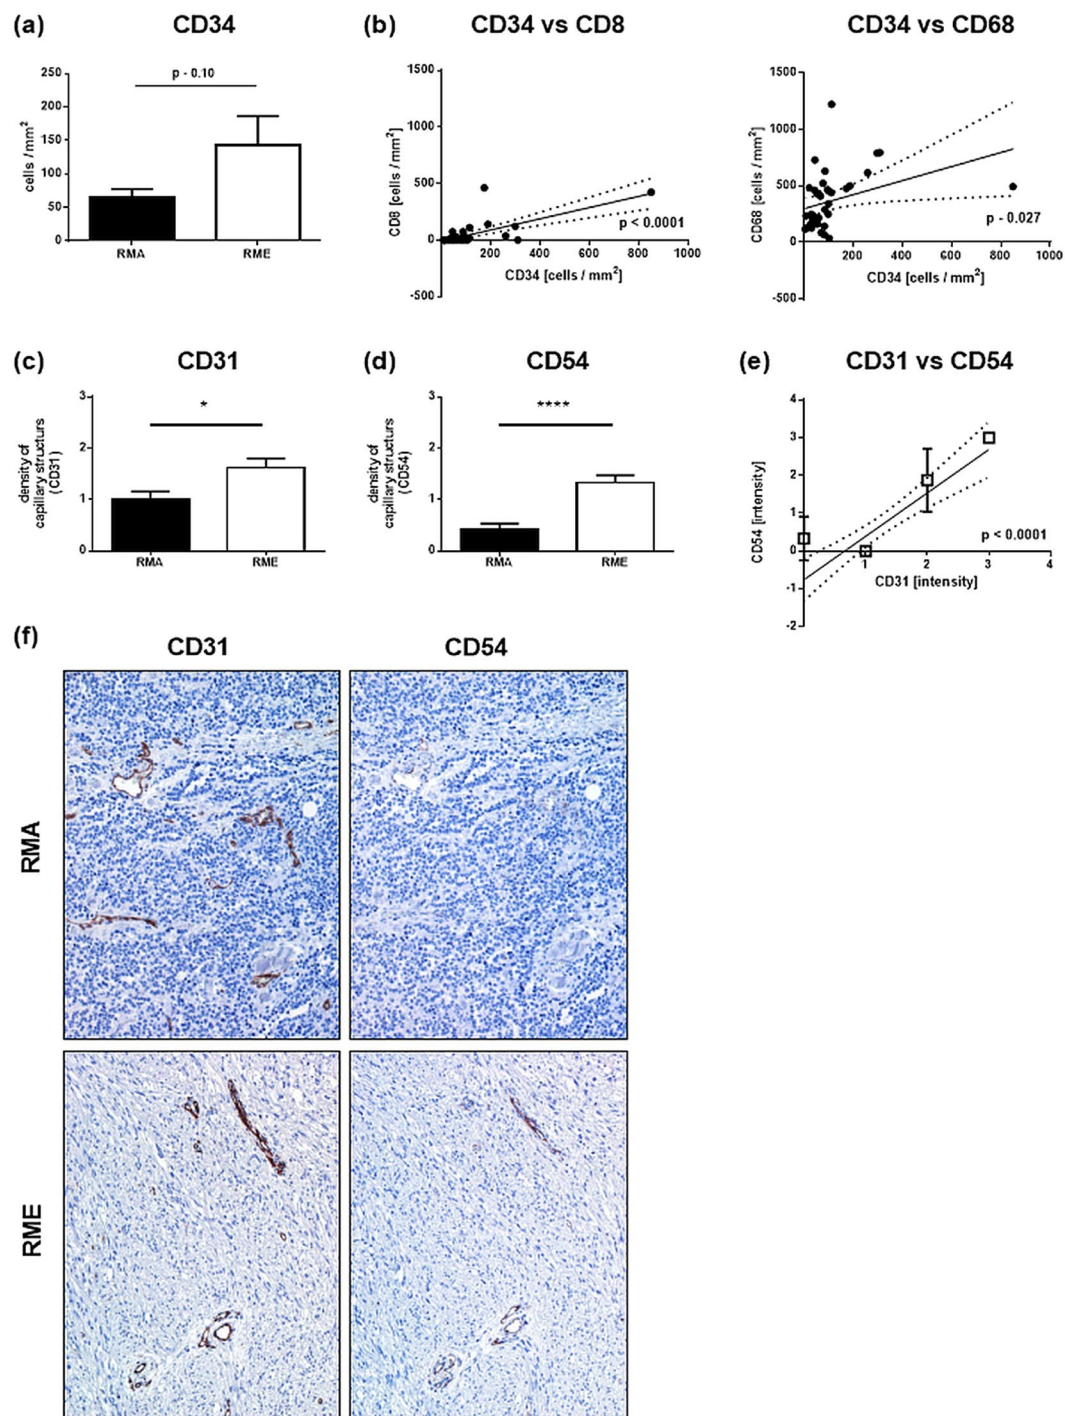 (a) CD34
250
200
150
100
50
0
cells / mm²
p - 0.10
RMA RME
(b) CD34 vs CD8
1500
1000
500
0
-500
CD8 [cells / mm²]
200 400 600 800 1000
p < 0.0001
CD34 [cells / mm²]
CD34 vs CD68
1500
1000
500
0
-500
CD68 [cells / mm²]
200 400 600 800 1000
p - 0.027
CD34 [cells / mm²]
(c) CD31
3
2
1
0
density of
capillary structurs
(CD31)
*
RMA RME
(d) CD54
3
2
1
0
density of
capillary structurs
(CD54)
****
RMA RME
(e) CD31 vs CD54
4
3
2
1
0
-1
-2
CD54 [intensity]
p < 0.0001
1 2 3 4
CD31 [intensity]
(f)
CD31 CD54
RMA
RME